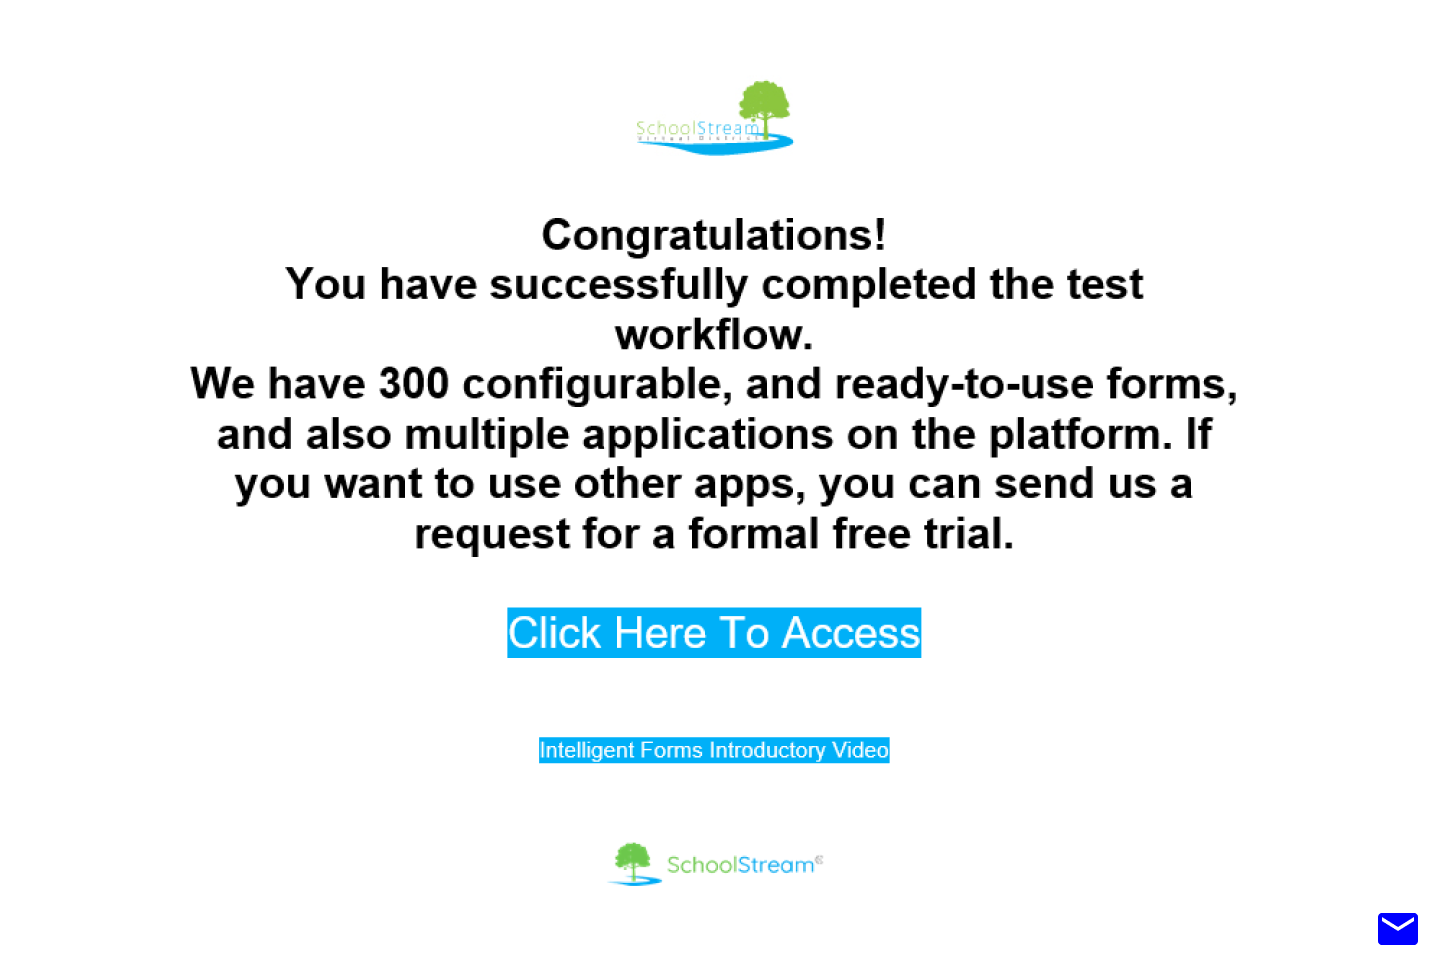 SchoolStream
Virtual District
Congratulations!
You have successfully completed the test
workflow.
We have 300 configurable, and ready-to-use forms,
and also multiple applications on the platform. If
you want to use other apps, you can send us a
request for a formal free trial.
Click Here To Access
Intelligent Forms Introductory Video
SchoolStream